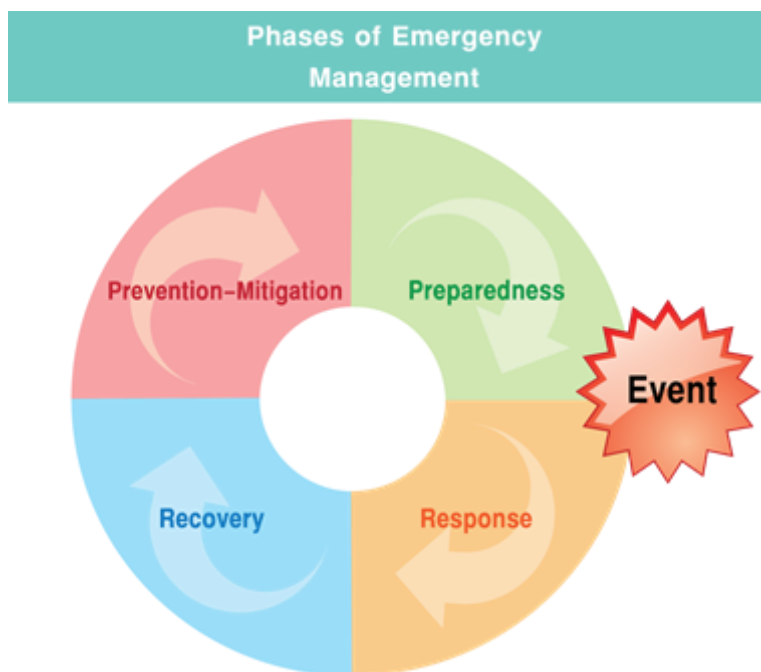 Phases of Emergency
Management
Prevention–Mitigation
Preparedness
Event
Recovery
Response